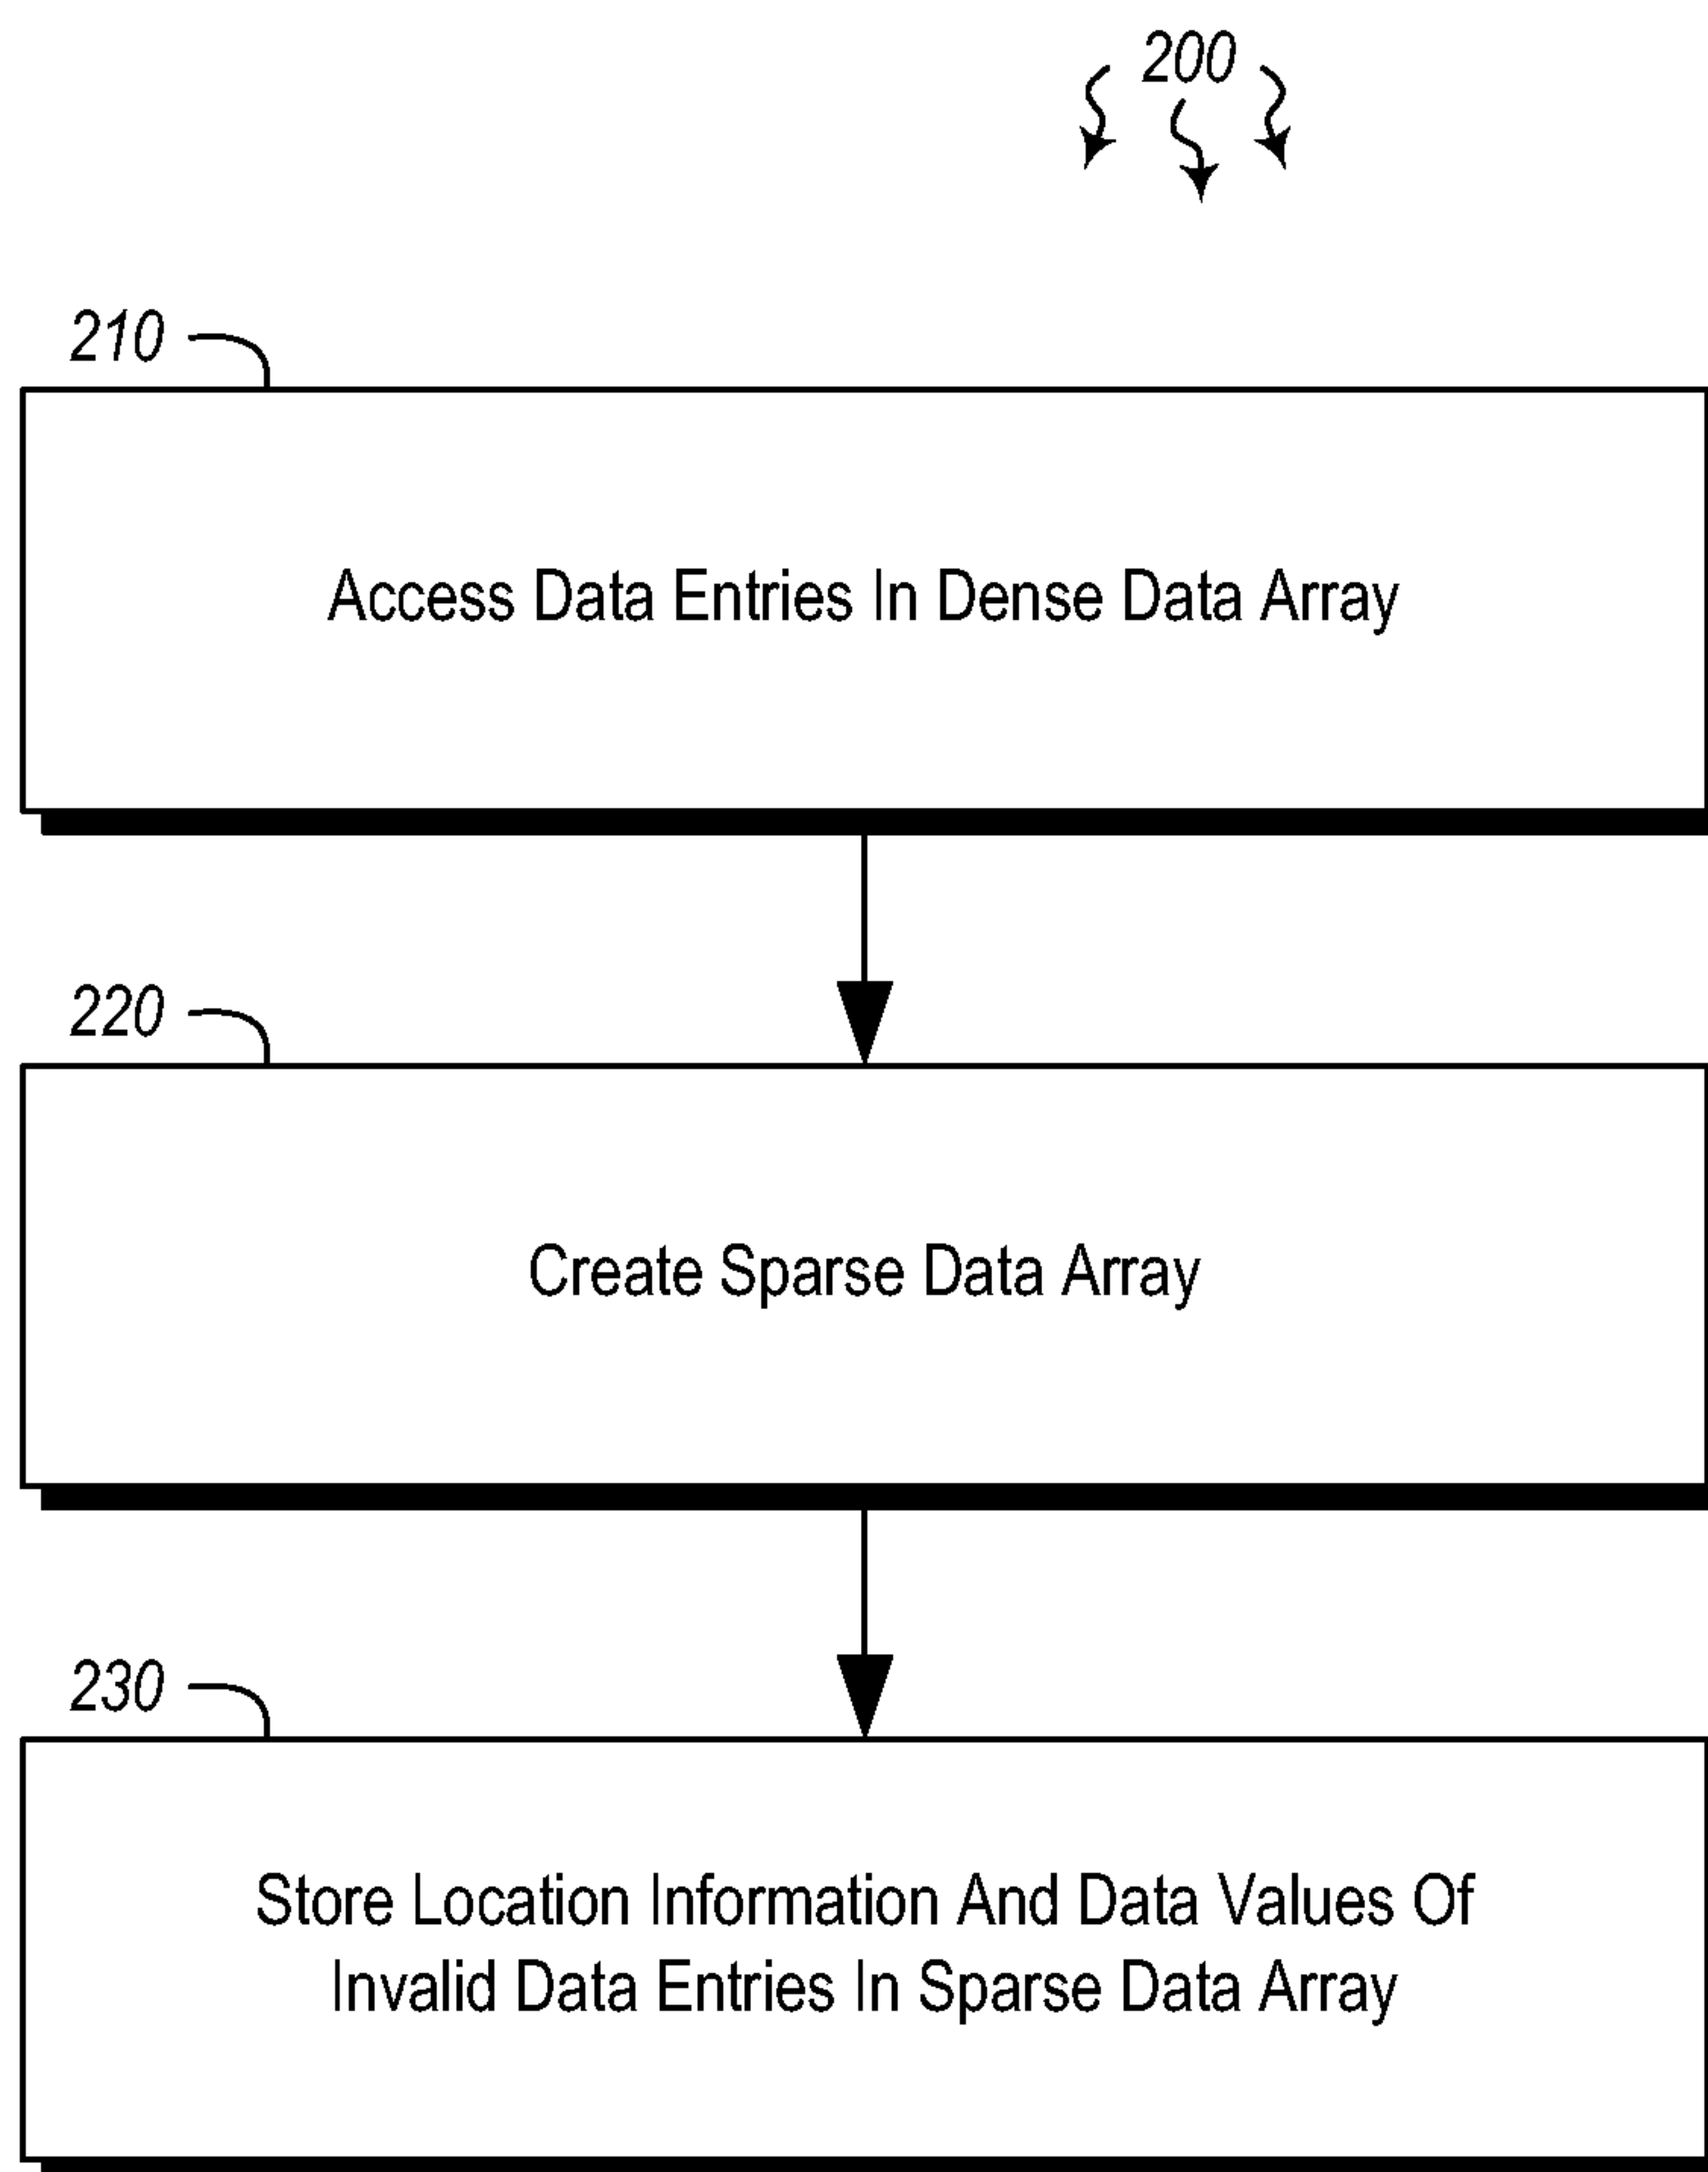 200
210
Access Data Entries In Dense Data Array
220
Create Sparse Data Array
230
Store Location Information And Data Values Of
Invalid Data Entries In Sparse Data Array